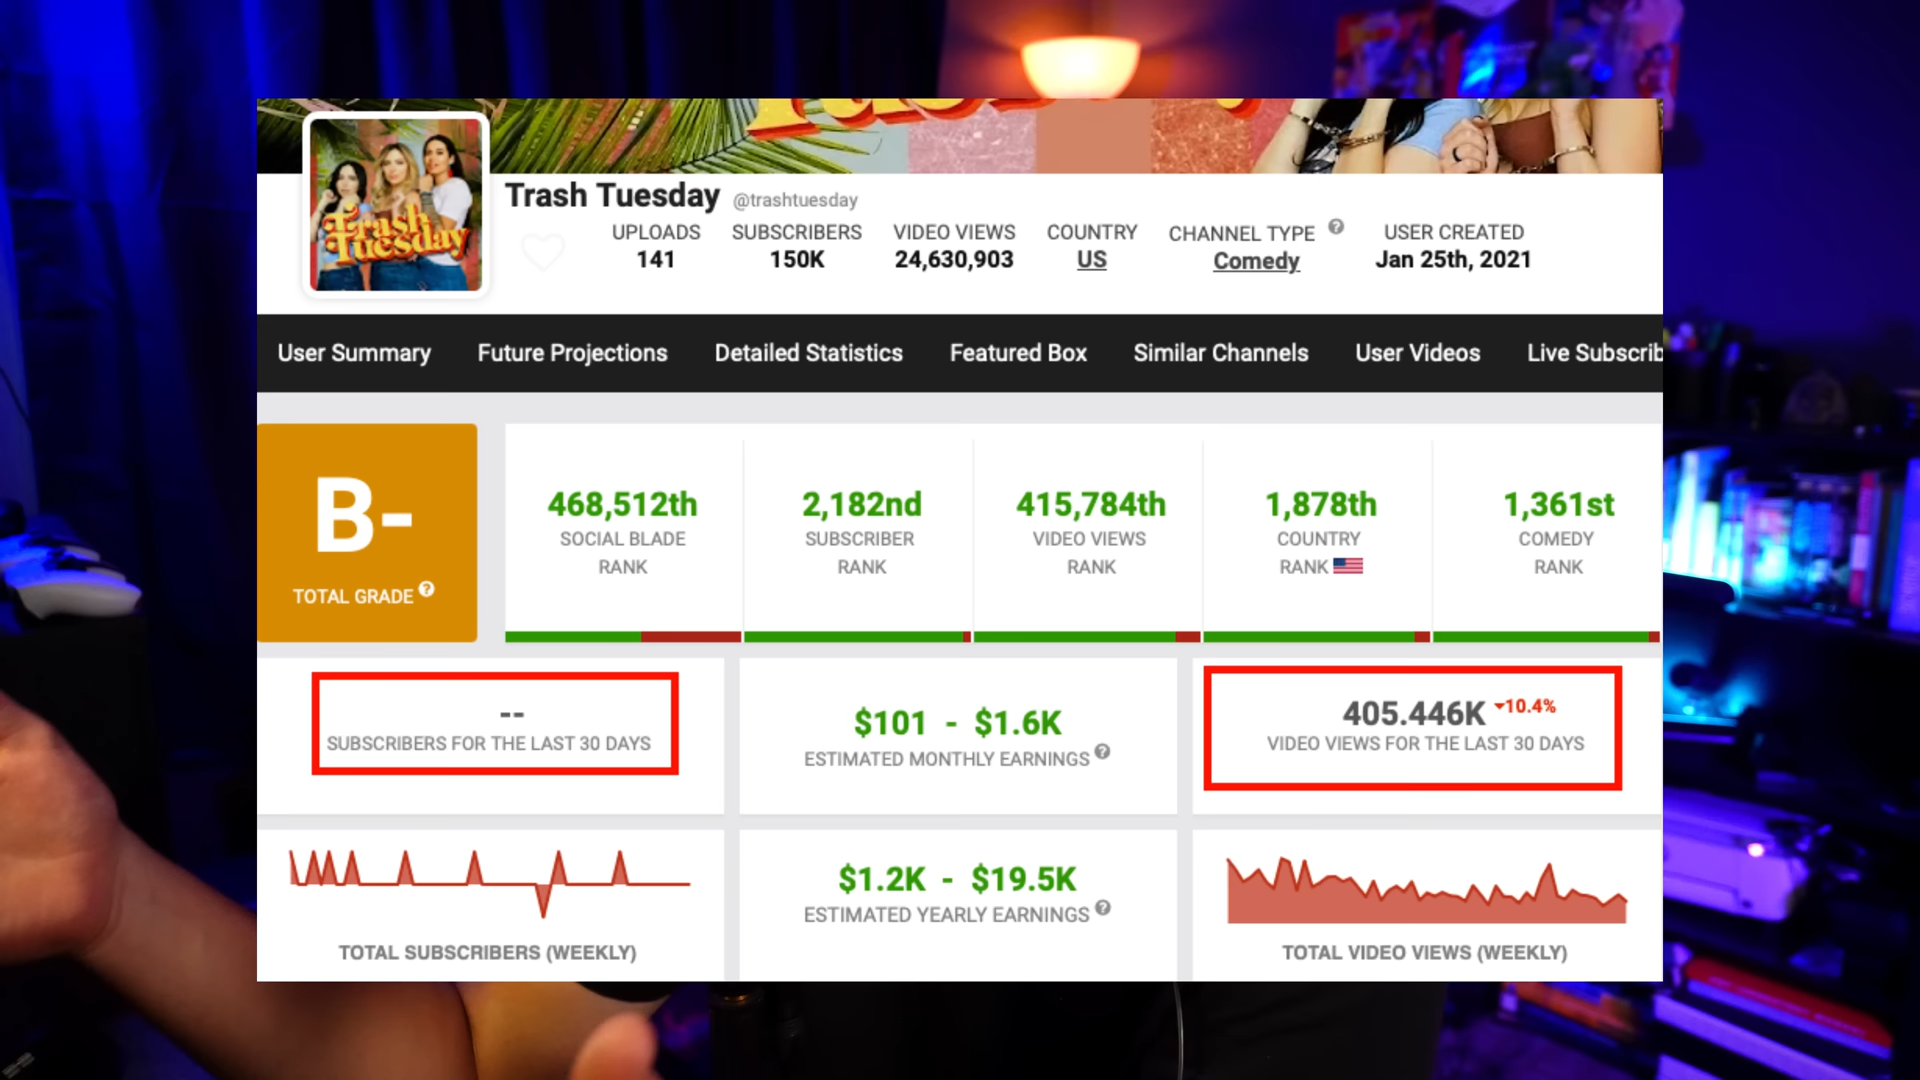 Trash
Tuesday
Trash Tuesday @trashtuesday
UPLOADS SUBSCRIBERS VIDEO VIEWS COUNTRY CHANNEL TYPE ? USER CREATED
141 150K 24,630,903 US Comedy Jan 25th, 2021
User Summary Future Projections Detailed Statistics Featured Box Similar Channels User Videos Live Subscrib
B-
TOTAL GRADE ?
468,512th
SOCIAL BLADE
RANK
2,182nd
SUBSCRIBER
RANK
415,784th
VIDEO VIEWS
RANK
1,878th
COUNTRY
RANK
1,361st
COMEDY
RANK
--
SUBSCRIBERS FOR THE LAST 30 DAYS
$101 - $1.6K
ESTIMATED MONTHLY EARNINGS ?
405.446K 10.4%
VIDEO VIEWS FOR THE LAST 30 DAYS
TOTAL SUBSCRIBERS (WEEKLY)
$1.2K - $19.5K
ESTIMATED YEARLY EARNINGS ?
TOTAL VIDEO VIEWS (WEEKLY)